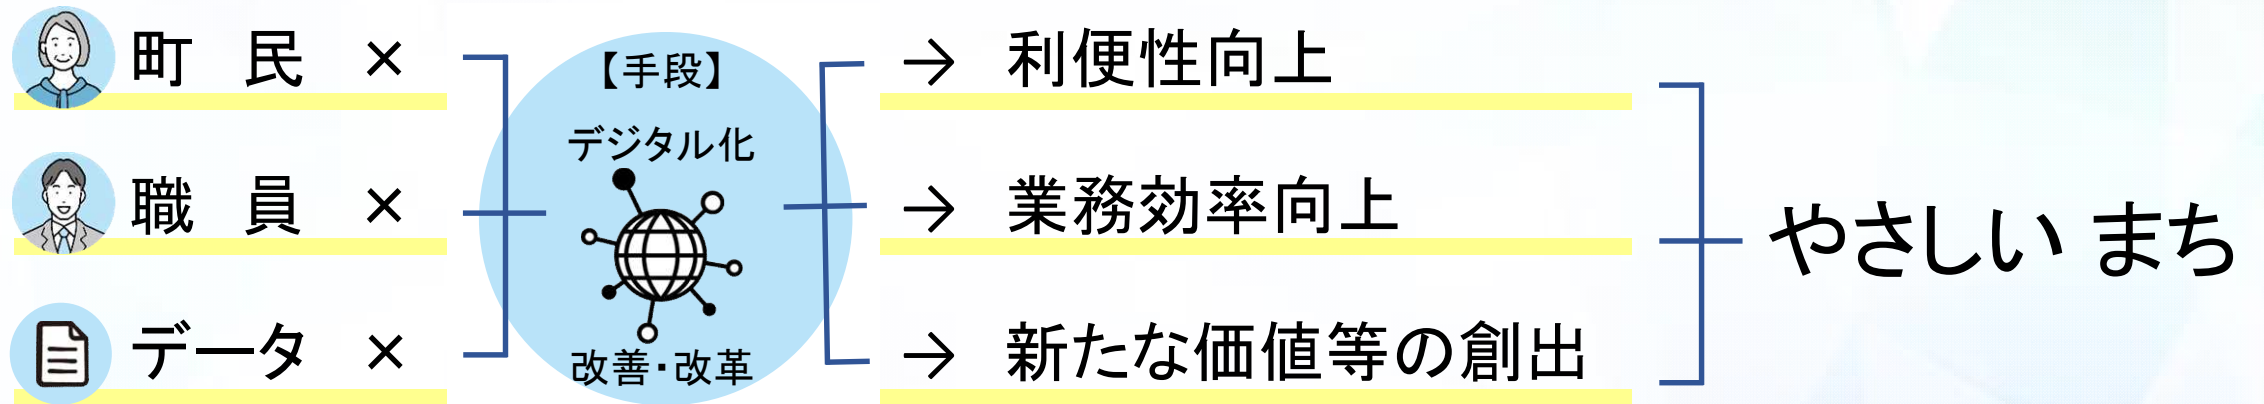 町　民　×
職　員　×
データ　×
【手段】
デジタル化
改善・改革
→　利便性向上
→　業務効率向上
→　新たな価値等の創出
やさしい まち